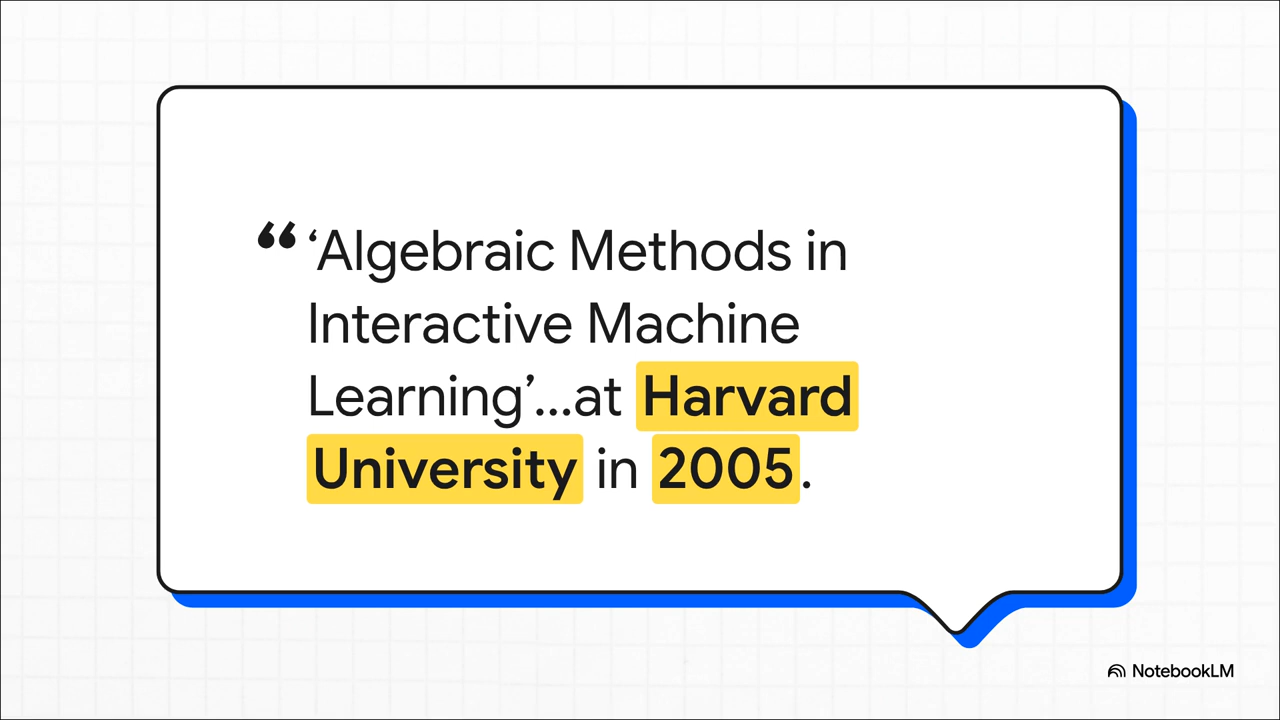 “ ‘Algebraic Methods in
Interactive Machine
Learning’...at Harvard
University in 2005.
NotebookLM